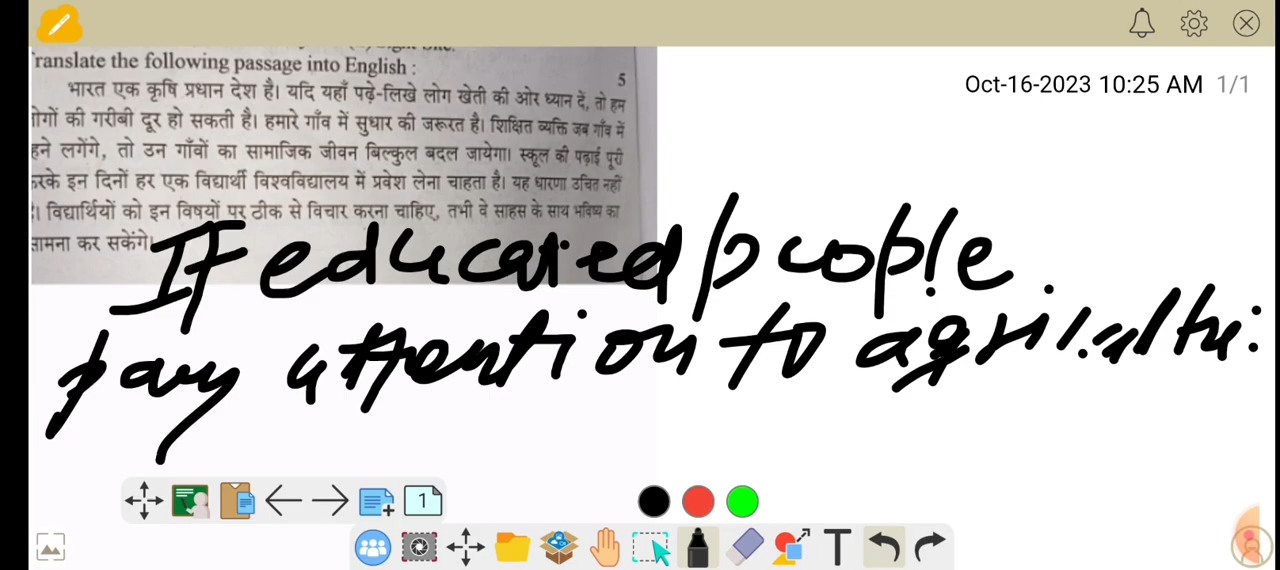 Oct-16-2023 10:25 AM 1/1
Translate the following passage into English :
5
भारत एक कृषि प्रधान देश है। यदि यहाँ पढ़े-लिखे लोग खेती की ओर ध्यान दें, तो हम
लोगों की गरीबी दूर हो सकती है। हमारे गाँव में सुधार की जरूरत है। शिक्षित व्यक्ति जब गाँव में
रहने लगेंगे, तो उन गाँवों का सामाजिक जीवन बिल्कुल बदल जायेगा। स्कूल की पढ़ाई पूरी
करके इन दिनों हर एक विद्यार्थी विश्वविद्यालय में प्रवेश लेना चाहता है। यह धारणा उचित नहीं
है। विद्यार्थियों को इन विषयों पर ठीक से विचार करना चाहिए, तभी वे साहस के साथ भविष्य का
सामना कर सकेंगे।
If educated people
pay attention to
1
T